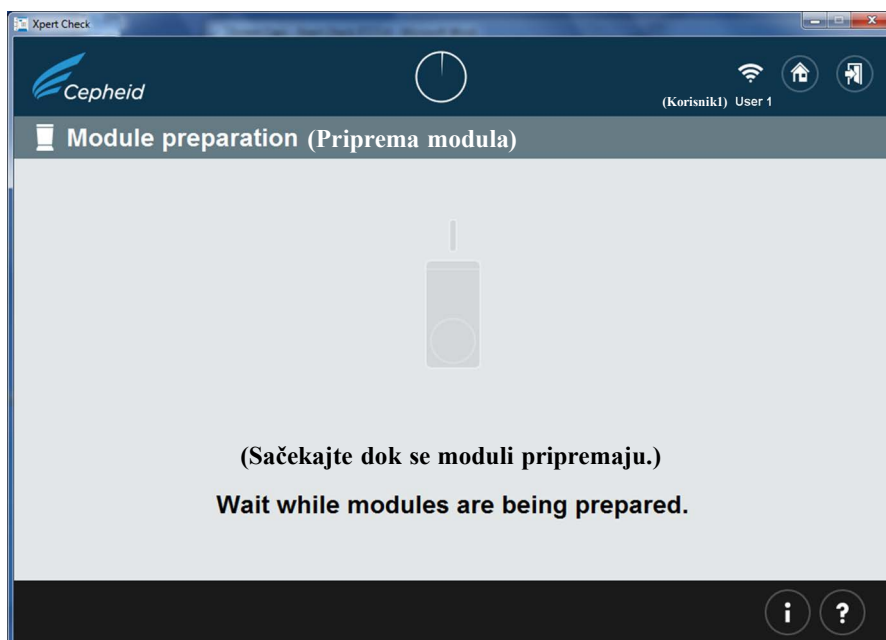 Xpert Check
Cepheid
(Korisnik1) User 1
Module preparation (Priprema modula)
(Sačekajte dok se moduli pripremaju.)
Wait while modules are being prepared.
i ?